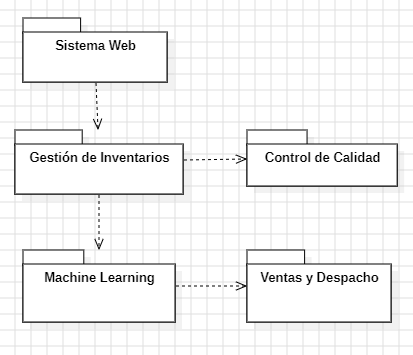 Sistema Web
Gestión de Inventarios
Control de Calidad
Machine Learning
Ventas y Despacho